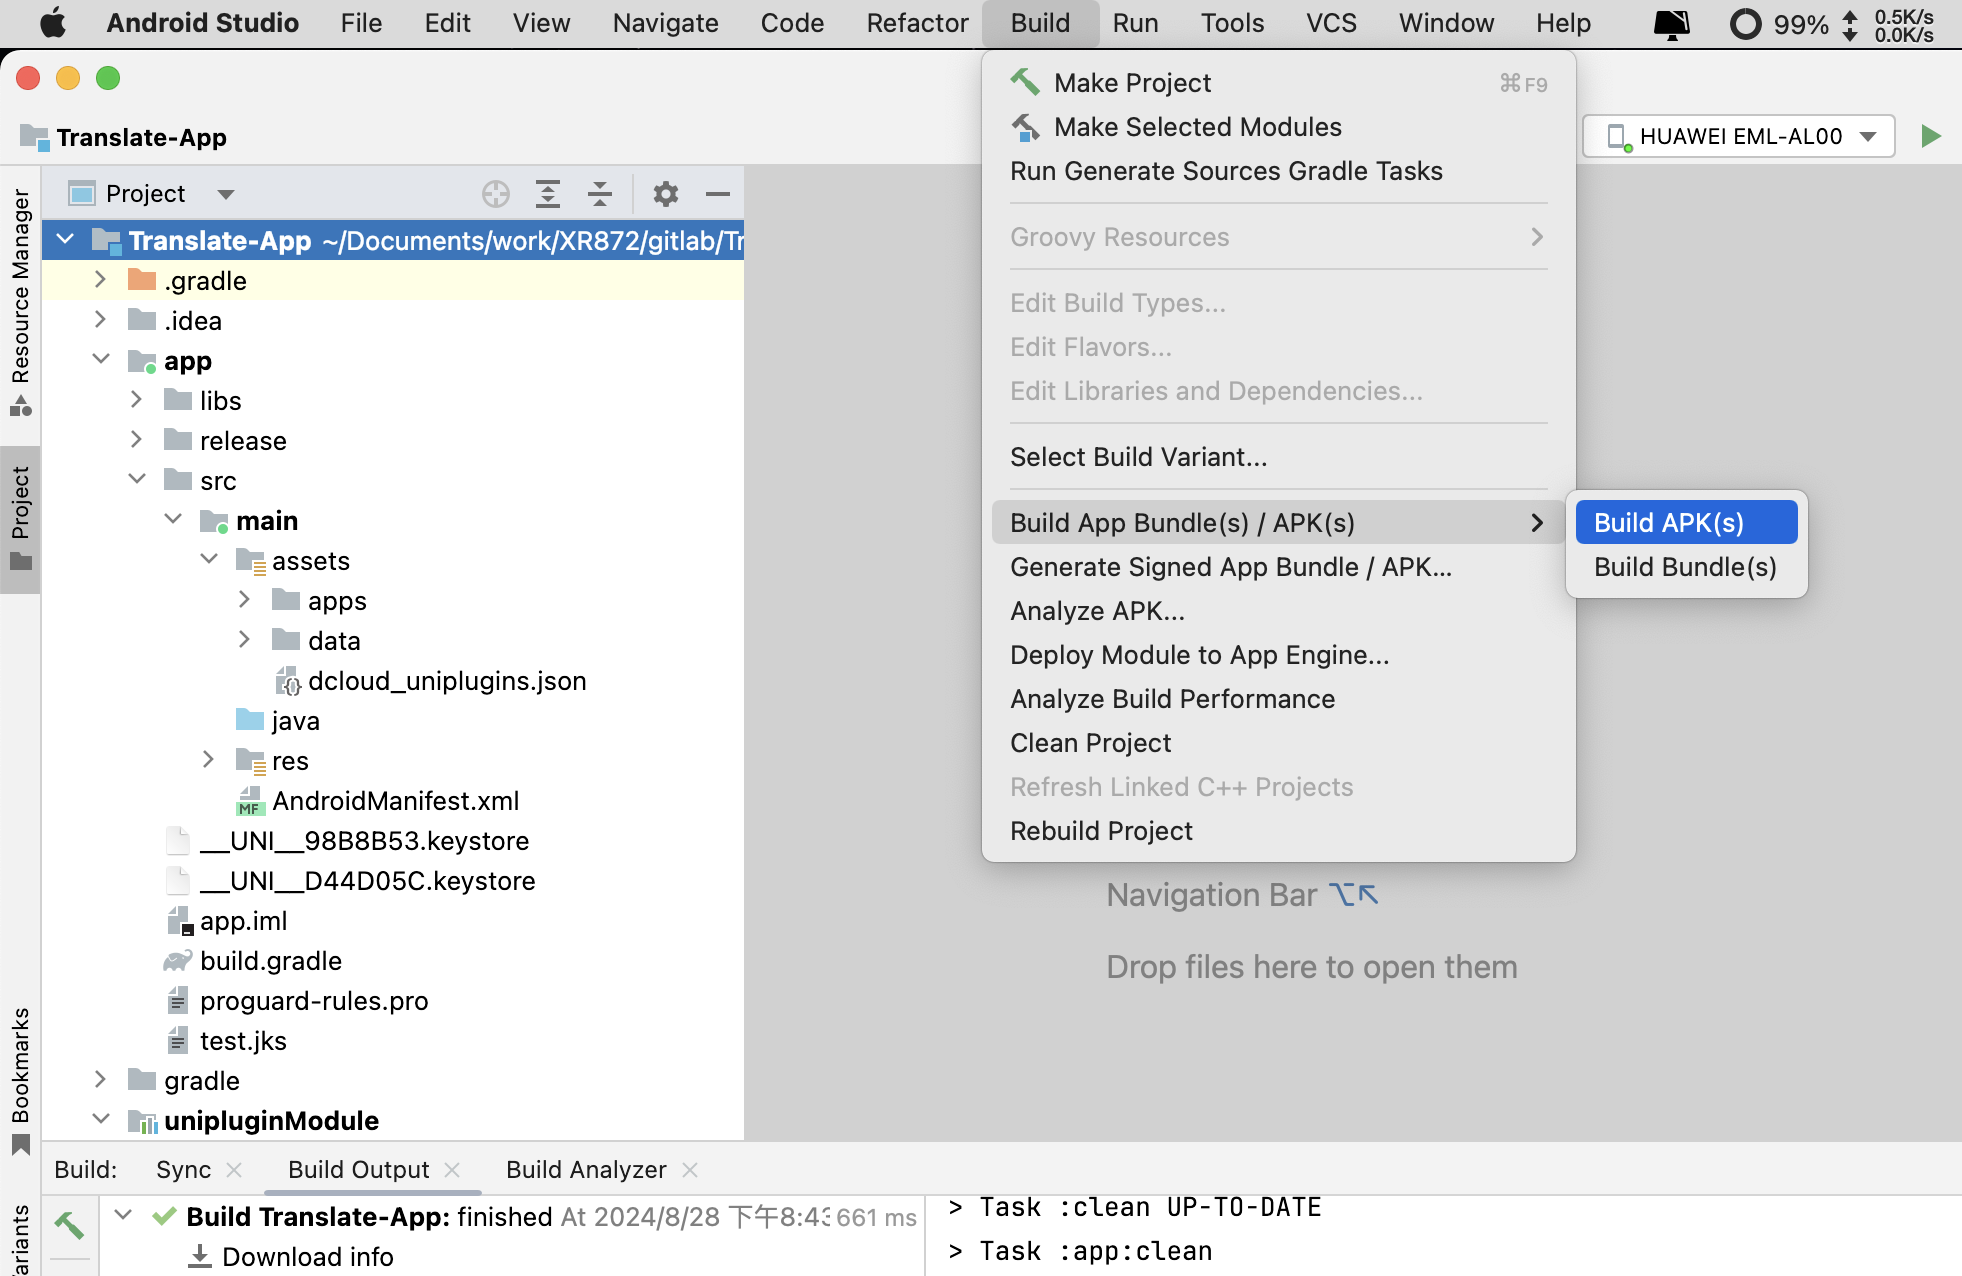 Android Studio File Edit View Navigate Code Refactor Build Run Tools VCS Window Help 99% 0.5K/s 0.0K/s
Make Project ⌘F9
Make Selected Modules
Run Generate Sources Gradle Tasks
Groovy Resources
Edit Build Types...
Edit Flavors...
Edit Libraries and Dependencies...
Select Build Variant...
Build App Bundle(s) / APK(s)
Generate Signed App Bundle / APK...
Analyze APK...
Deploy Module to App Engine...
Analyze Build Performance
Clean Project
Refresh Linked C++ Projects
Rebuild Project
Build APK(s)
Build Bundle(s)
Translate-App
HUAWEI EML-AL00
Resource Manager
Project
Bookmarks
Project
Translate-App ~/Documents/work/XR872/gitlab/Tr
.gradle
.idea
app
libs
release
src
main
assets
apps
data
dcloud_uniplugins.json
java
res
MF AndroidManifest.xml
__UNI__98B8B53.keystore
__UNI__D44D05C.keystore
app.iml
build.gradle
proguard-rules.pro
test.jks
gradle
unipluginModule
Navigation Bar ⌥↖
Drop files here to open them
Build: Sync Build Output Build Analyzer
Build Translate-App: finished At 2024/8/28 下午8:43 661 ms
Download info
> Task :clean UP-TO-DATE
> Task :app:clean